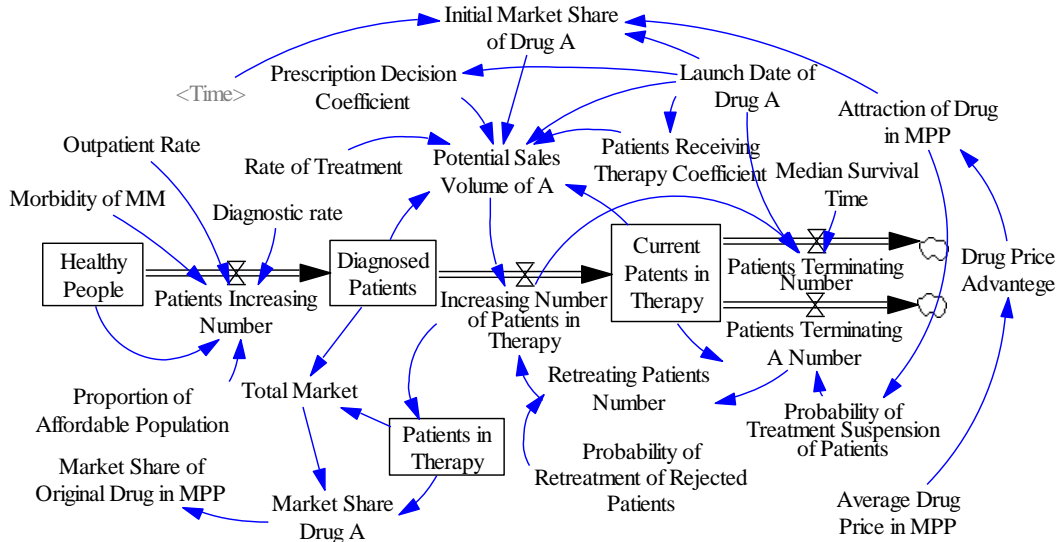 Initial Market Share
of Drug A
<Time>
Prescription Decision
Coefficient
Launch Date of
Drug A
Attraction of Drug
in MPP
Outpatient Rate
Rate of Treatment
Potential Sales
Volume of A
Patients Receiving
Therapy Coefficient
Median Survival
Time
Morbidity of MM
Diagnostic rate
Healthy
People
Patients Increasing
Number
Diagnosed
Patients
Increasing Number
of Patients in
Therapy
Current
Patents in
Therapy
Patients Terminating
Number
Drug Price
Advantege
Patients Terminating
A Number
Proportion of
Affordable Population
Total Market
Retreating Patients
Number
Patients in
Therapy
Probability of
Treatment Suspension
of Patients
Market Share of
Original Drug in MPP
Market Share
Drug A
Probability of
Retreatment of Rejected
Patients
Average Drug
Price in MPP